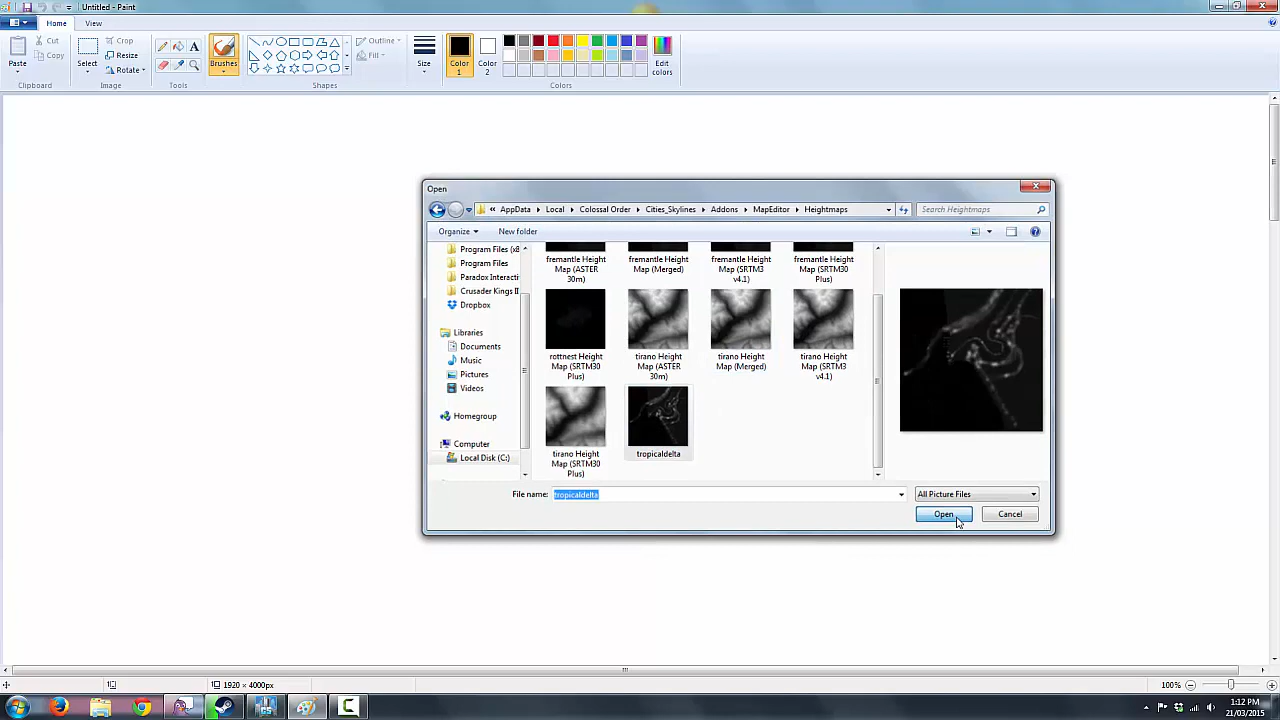 Untitled - Paint
Home
View
Cut
Copy
Paste
Crop
Resize
Rotate
Select
Brushes
Outline
Fill
Size
Color 1
Color 2
Edit colors
Clipboard
Image
Tools
Shapes
Colors
Open
« AppData Local Colossal Order Cities_Skylines Addons MapEditor Heightmaps
Search Heightmaps
Organize
New folder
Program Files (x8
Program Files
Paradox Interacti
Crusader Kings II
Dropbox
Libraries
Documents
Music
Pictures
Videos
Homegroup
Computer
Local Disk (C:)
fremantle Height Map (ASTER 30m)
fremantle Height Map (Merged)
fremantle Height Map (SRTM3 v4.1)
fremantle Height Map (SRTM30 Plus)
rottnest Height Map (SRTM30 Plus)
tirano Height Map (ASTER 30m)
tirano Height Map (Merged)
tirano Height Map (SRTM3 v4.1)
tirano Height Map (SRTM30 Plus)
tropicaldelta
File name:
tropicaldelta
All Picture Files
Open
Cancel
1920 × 4000px
100%
1:12 PM
21/03/2015